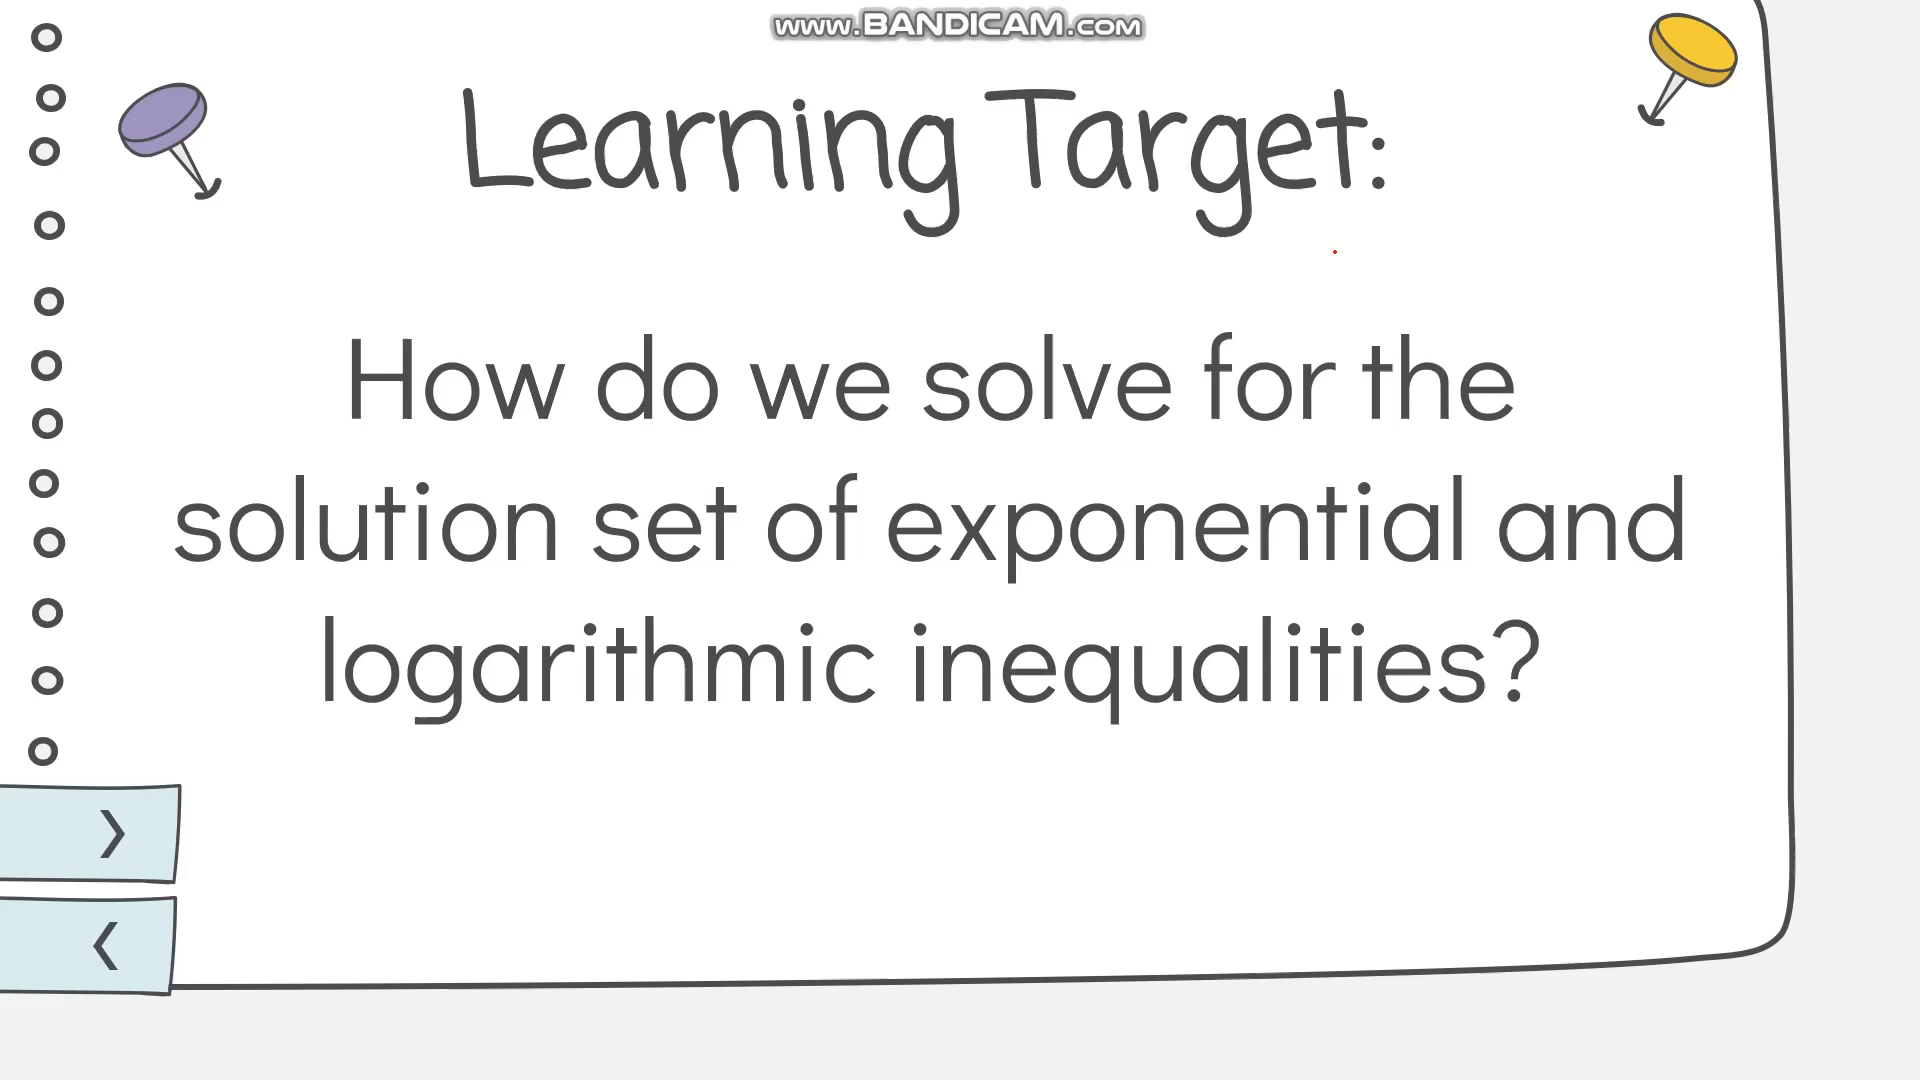 www.BANDICAM.com
Learning Target:
How do we solve for the
solution set of exponential and
logarithmic inequalities?